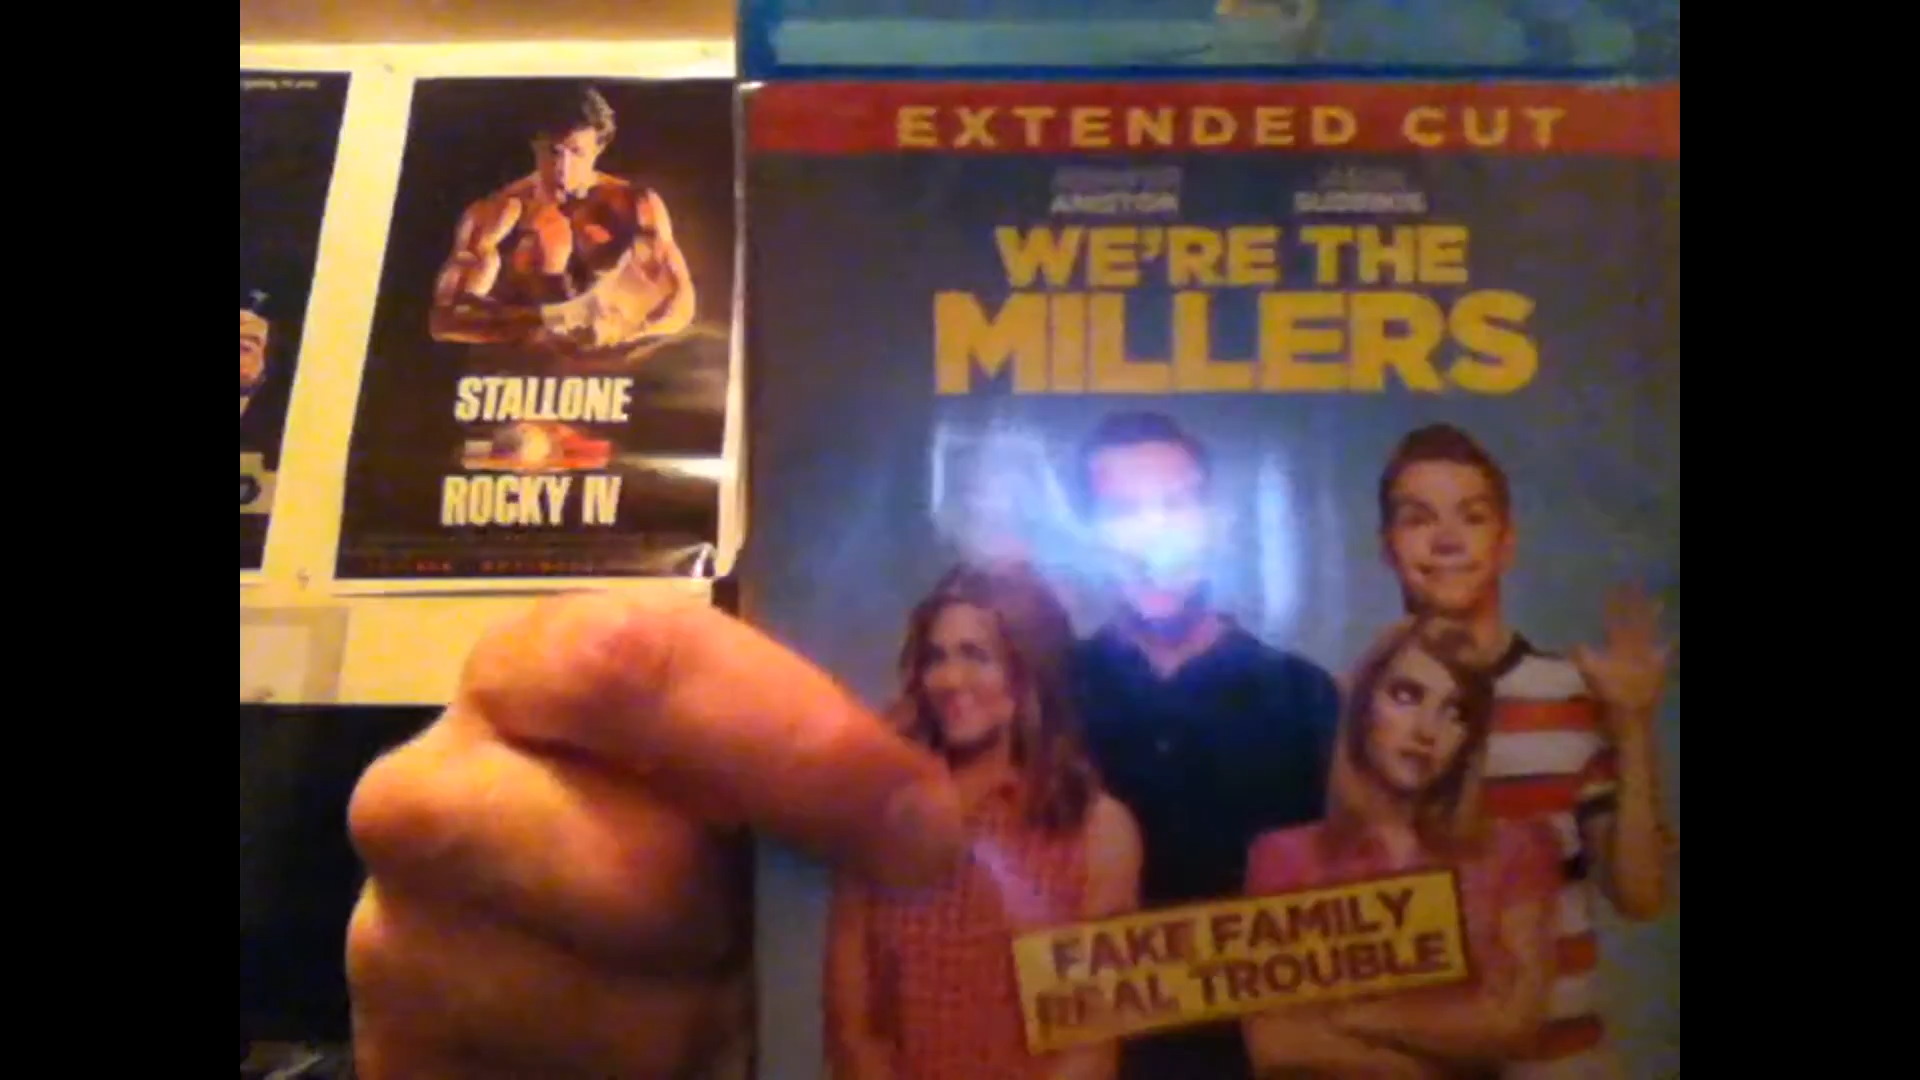 STALLONE
ROCKY IV
EXTENDED CUT
ANISTON SUDEIKIS
WE'RE THE
MILLERS
FAKE FAMILY
REAL TROUBLE